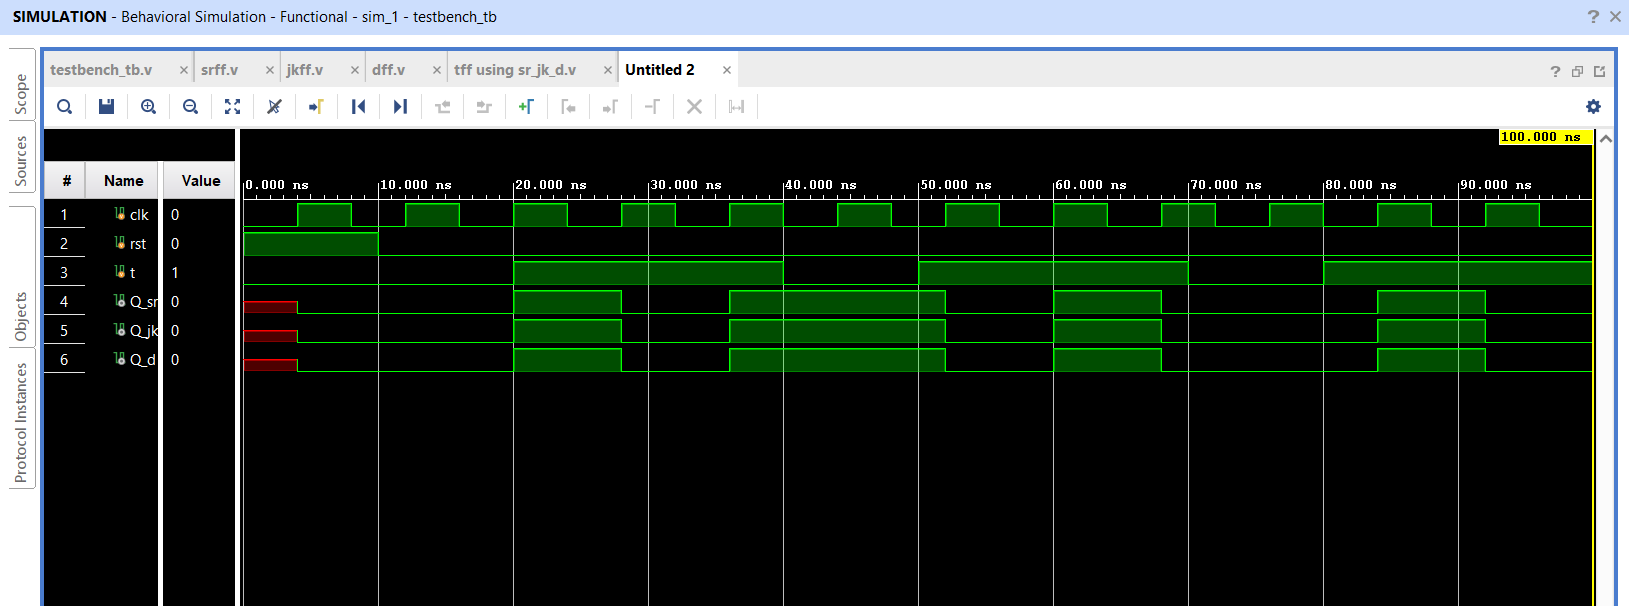 SIMULATION - Behavioral Simulation - Functional - sim_1 - testbench_tb
Scope
Sources
Objects
Protocol Instances
testbench_tb.v
srff.v
jkff.v
dff.v
tff using sr_jk_d.v
Untitled 2
100.000 ns
# Name Value
0.000 ns 10.000 ns 20.000 ns 30.000 ns 40.000 ns 50.000 ns 60.000 ns 70.000 ns 80.000 ns 90.000 ns
1 clk 0
2 rst 0
3 t 1
4 Q_sr 0
5 Q_jk 0
6 Q_d 0